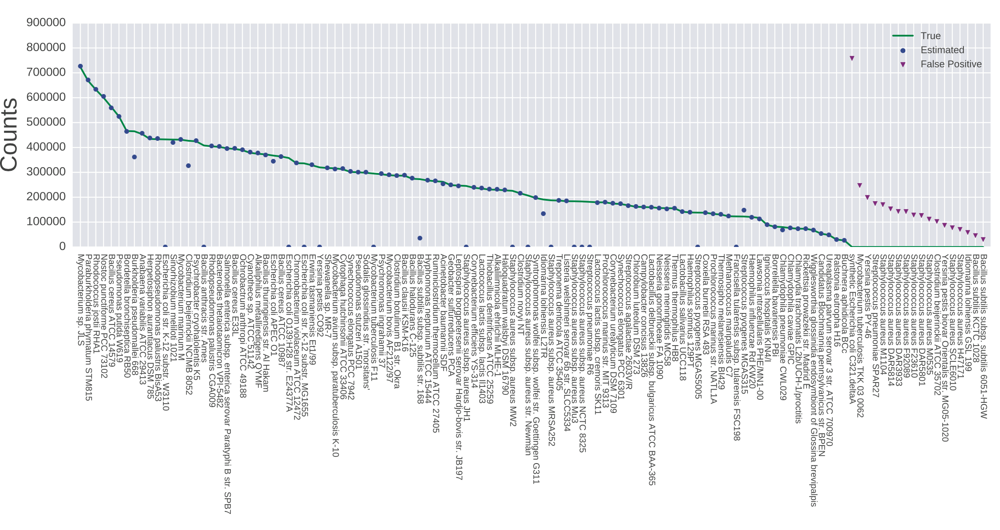 900000
800000
700000
600000
500000
400000
300000
200000
100000
0
Counts
True
Estimated
False Positive
Mycobacterium sp. JLS
Paraburkholderia phymatum STM815
Rhodococcus jostii RHA1
Nostoc punctiforme PCC 73102
Bacillus cereus ATCC 14579
Pseudomonas putida W619
Bordetella bronchiseptica RB50
Burkholderia pseudomallei 668
Anabaena variabilis ATCC 29413
Herpetosiphon aurantiacus DSM 785
Rhodopseudomonas palustris BisA53
Escherichia coli str. K-12 substr. W3110
Sinorhizobium meliloti 1021
Mycobacterium marinum M
Clostridium beijerinckii NCIMB 8052
Psychrobacter cryohalolentis K5
Bacillus anthracis str. Ames
Rhodopseudomonas palustris CGA009
Bacteroides thetaiotaomicron VPI-5482
Salmonella enterica subsp. enterica serovar Paratyphi B str. SPB7
Bacillus cereus E33L
Ochrobactrum anthropi ATCC 49188
Cyanothece sp. ATCC 51142
Alkaliphilus metalliredigens QYMF
Bacillus thuringiensis str. Al Hakam
Escherichia coli APEC O1
Bacillus cereus ATCC 10987
Escherichia coli O139:H28 str. E24377A
Chromobacterium violaceum ATCC 12472
Escherichia coli str. K-12 substr. MG1655
Erwinia tasmaniensis Et1/99
Yersinia pestis CO92
Shewanella sp. MR-7
Mycobacterium avium subsp. paratuberculosis K-10
Cytophaga hutchinsonii ATCC 33406
Synechococcus elongatus PCC 7942
Pseudomonas stutzeri A1501
Sodalis glossinidius str. 'morsitans'
Mycobacterium tuberculosis F11
Psychromonas ingrahamii 37
Mycobacterium bovis AF2122/97
Clostridium botulinum B1 str. Okra
Bacillus clausii KSM-K16
Bacillus halodurans C-125
Bacillus subtilis subsp. subtilis str. 168
Hyphomonas neptunium ATCC 15444
Ruminiclostridium thermocellum ATCC 27405
Acinetobacter baumannii SDF
Geobacter sulfurreducens PCA
Leptospira borgpetersenii serovar Hardjo-bovis str. JB197
Staphylococcus aureus subsp. aureus JH1
Corynebacterium efficiens YS-314
Lactococcus lactis subsp. lactis Il1403
Thiobacillus denitrificans ATCC 25259
Alkalilimnicola ehrlichii MLHE-1
Haloquadratum walsbyi DSM 16790
Staphylococcus aureus subsp. aureus MW2
Clostridium novyi NT
Staphylococcus aureus subsp. aureus str. Newman
Syntrophomonas wolfei subsp. wolfei str. Goettingen G311
Idiomarina loihiensis L2TR
Staphylococcus aureus subsp. aureus MRSA252
Treponema denticola ATCC 35405
Listeria welshimeri serovar 6b str. SLCC5334
Staphylococcus aureus subsp. aureus Mu3
Staphylococcus aureus subsp. aureus NCTC 8325
Streptococcus pneumoniae R6
Lactococcus lactis subsp. cremoris SK11
Prochlorococcus marinus str. MIT 9313
Corynebacterium urealyticum DSM 7109
Synechococcus elongatus PCC 6301
Streptococcus agalactiae 2603V/R
Chlorobium luteolum DSM 273
Campylobacter concisus 13826
Lactobacillus delbrueckii subsp. bulgaricus ATCC BAA-365
Neisseria gonorrhoeae FA 1090
Neisseria meningitidis MC58
Thermus thermophilus HB8
Lactobacillus salivarius UCC118
Haemophilus somnus 129PT
Streptococcus pyogenes MGAS5005
Coxiella burnetii RSA 493
Prochlorococcus marinus str. NATL1A
Thermosipho melanesiensis BI429
Methanococcus maripaludis C7
Francisella tularensis subsp. tularensis FSC198
Streptococcus pyogenes MGAS315
Haemophilus influenzae Rd KW20
Lawsonia intracellularis PHE/MN1-00
Ignicoccus hospitalis KIN4/I
Borreliella bavariensis PBi
Chlamydophila pneumoniae CWL029
Chlamydophila caviae GPIC
Chlamydia trachomatis L2b/UCH-1/proctitis
Rickettsia prowazekii str. Madrid E
Wigglesworthia glossinidia endosymbiont of Glossina brevipalpis
Candidatus Blochmannia pennsylvanicus str. BPEN
Ureaplasma parvum serovar 3 str. ATCC 700970
Ralstonia eutropha H16
Buchnera aphidicola BCc
synthetic Escherichia coli C321.deltaA
Mycobacterium tuberculosis TKK 03 0062
Yersinia pestis PY-46
Streptococcus pneumoniae SPAR27
Staphylococcus aureus M1104
Staphylococcus aureus DAR5814
Staphylococcus aureus DAR3933
Staphylococcus aureus F92089
Staphylococcus aureus F23610
Staphylococcus aureus DAR5801
Staphylococcus aureus M0535
Clostridium beijerinckii ATCC 35702
Yersinia pestis biovar Orientalis str. MG05-1020
Staphylococcus aureus SCLE6010
Staphylococcus aureus H47171
Idiomarina loihiensis GSL 199
Bacillus subtilis KCTC 1028
Bacillus subtilis subsp. subtilis 6051-HGW